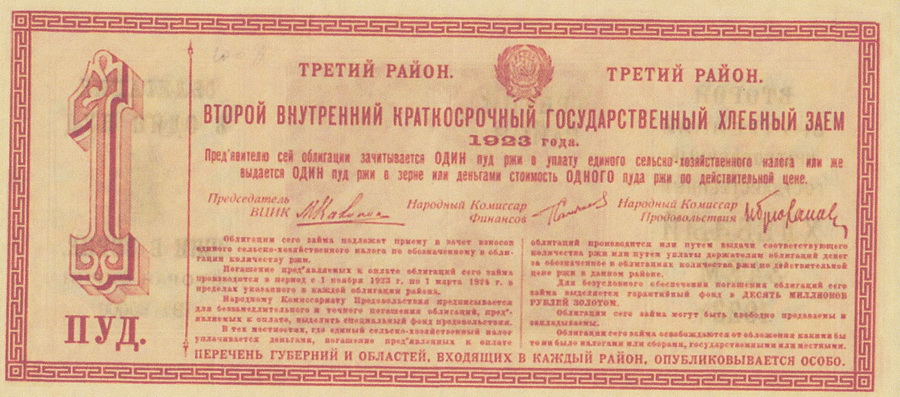 ТРЕТИЙ РАЙОН. ТРЕТИЙ РАЙОН.
ВТОРОЙ ВНУТРЕННИЙ КРАТКОСРОЧНЫЙ ГОСУДАРСТВЕННЫЙ ХЛЕБНЫЙ ЗАЕМ
1923 года.
Пред'явителю сей облигации зачитывается ОДИН пуд ржи в уплату единого сельско-хозяйственного налога или же
выдается ОДИН пуд ржи в зерне или деньгами стоимость ОДНОГО пуда ржи по действительной цене.
Председатель ВЦИК
Народный Комиссар Финансов
Народный Комиссар Продовольствия
1
ПУД.
Облигации сего займа подлежат приему в зачет взносов
единого сельско-хозяйственного налога по обозначенному в обли-
гации количеству ржи.
Погашение пред'являемых к оплате облигаций сего займа
производится в период с 1 ноября 1923 г. по 1 марта 1924 г. в
пределах указанного в каждой облигации района.
Народному Комиссариату Продовольствия предписывается
для безнедолжительного и точного погашения облигаций, пред'-
являемых к оплате, выделить специальный фонд продовольствия.
В тех местностях, где единый сельско-хозяйственный налог
уплачивается деньгами, погашение пред'явленных к оплате
облигаций производится или путем выдачи соответствующего
количества ржи или путем уплаты держателям облигаций денег
за обозначенное в облигациях количество ржи по действительной
цене ржи в данном районе.
Для безусловного обеспечения погашения облигаций сего
займа выделяется гарантийный фонд в ДЕСЯТЬ МИЛЛИОНОВ
РУБЛЕЙ ЗОЛОТОМ.
Облигации сего займа могут быть свободно продаваемы и
закладываемы.
Облигации сего займа освобождаются от обложения какими бы
то ни было налогами или сборами, государственными или местными.
ПЕРЕЧЕНЬ ГУБЕРНИЙ И ОБЛАСТЕЙ, ВХОДЯЩИХ В КАЖДЫЙ РАЙОН, ОПУБЛИКОВЫВАЕТСЯ ОСОБО.